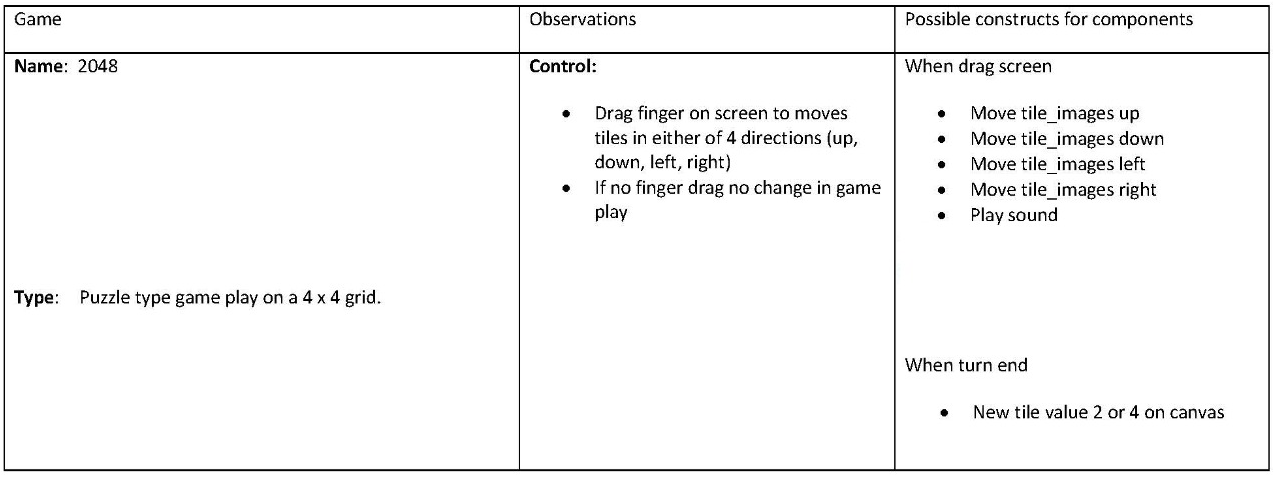 Game
Observations
Possible constructs for components
Name:  2048
Type:    Puzzle type game play on a 4 x 4 grid.
Control:
• Drag finger on screen to moves
tiles in either of 4 directions (up,
down, left, right)
• If no finger drag no change in game
play
When drag screen
• Move tile_images up
• Move tile_images down
• Move tile_images left
• Move tile_images right
• Play sound
When turn end
• New tile value 2 or 4 on canvas